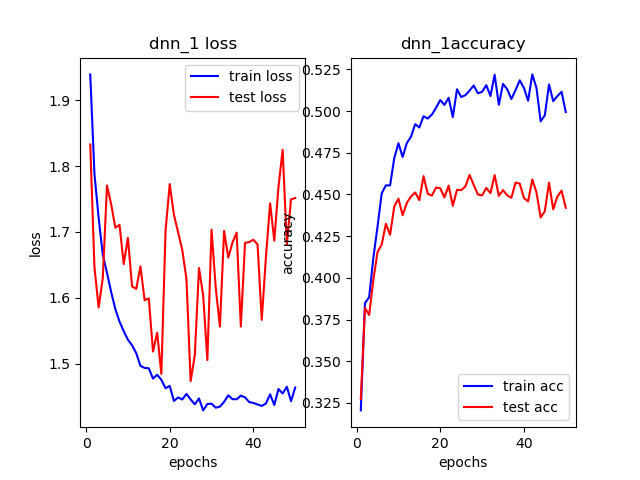 dnn_1 loss
train loss
test loss
1.9
1.8
1.7
1.6
1.5
loss
0
20
40
epochs
dnn_1accuracy
train acc
test acc
0.525
0.500
0.475
0.450
0.425
0.400
0.375
0.350
0.325
accuracy
0
20
40
epochs